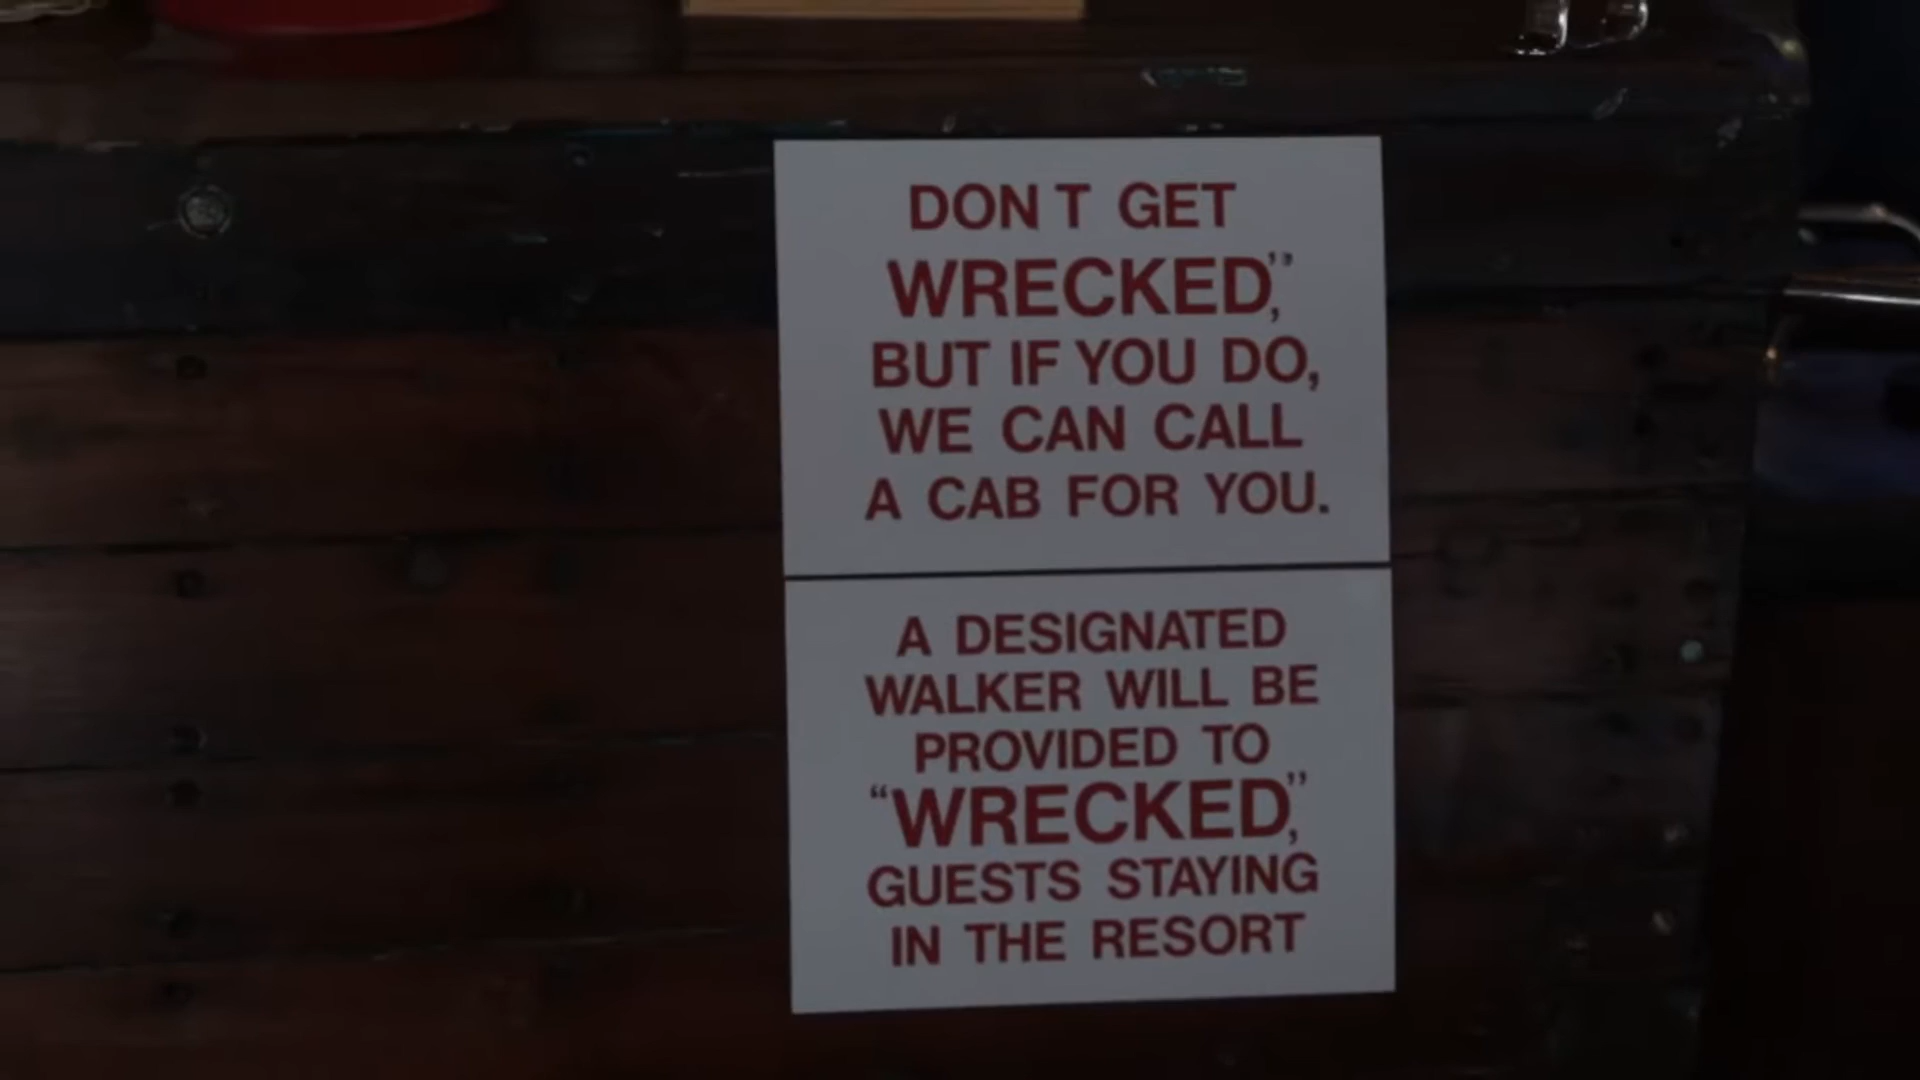 DON T GET
WRECKED,”
BUT IF YOU DO,
WE CAN CALL
A CAB FOR YOU.
A DESIGNATED
WALKER WILL BE
PROVIDED TO
“WRECKED,”
GUESTS STAYING
IN THE RESORT